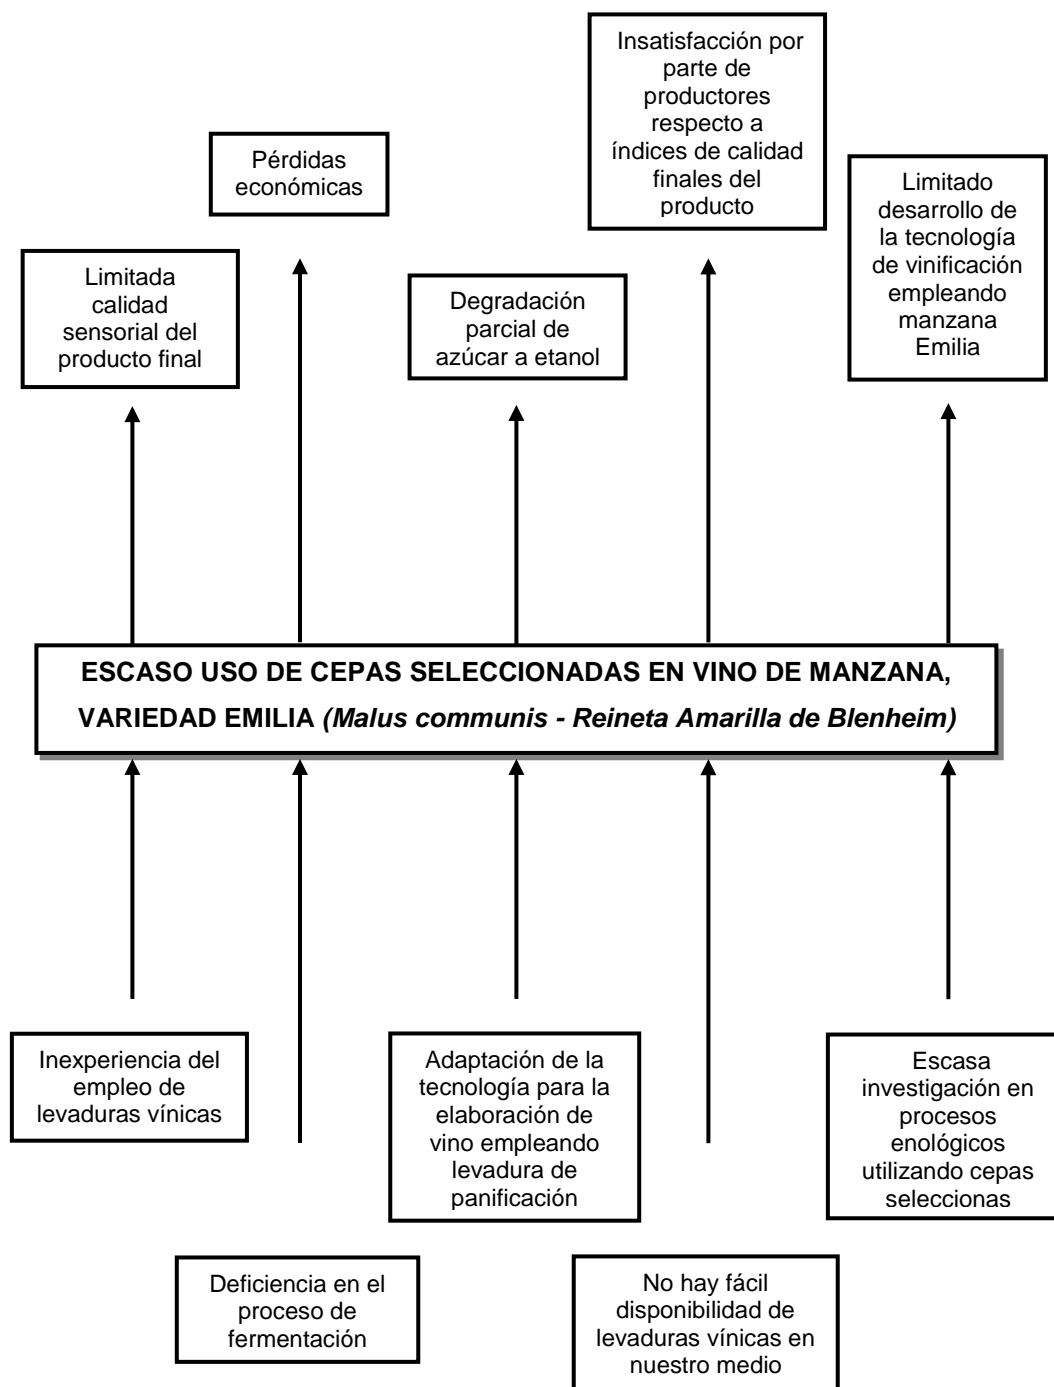 Insatisfacción por
parte de
productores
respecto a
índices de calidad
finales del
producto
Pérdidas
económicas
Limitado
desarrollo de
la tecnología
de vinificación
empleando
manzana
Emilia
Limitada
calidad
sensorial del
producto final
Degradación
parcial de
azúcar a etanol
ESCASO USO DE CEPAS SELECCIONADAS EN VINO DE MANZANA,
VARIEDAD EMILIA (Malus communis - Reineta Amarilla de Blenheim)
Inexperiencia del
empleo de
levaduras vínicas
Adaptación de la
tecnología para la
elaboración de
vino empleando
levadura de
panificación
Escasa
investigación en
procesos
enológicos
utilizando cepas
seleccionas
Deficiencia en el
proceso de
fermentación
No hay fácil
disponibilidad de
levaduras vínicas en
nuestro medio